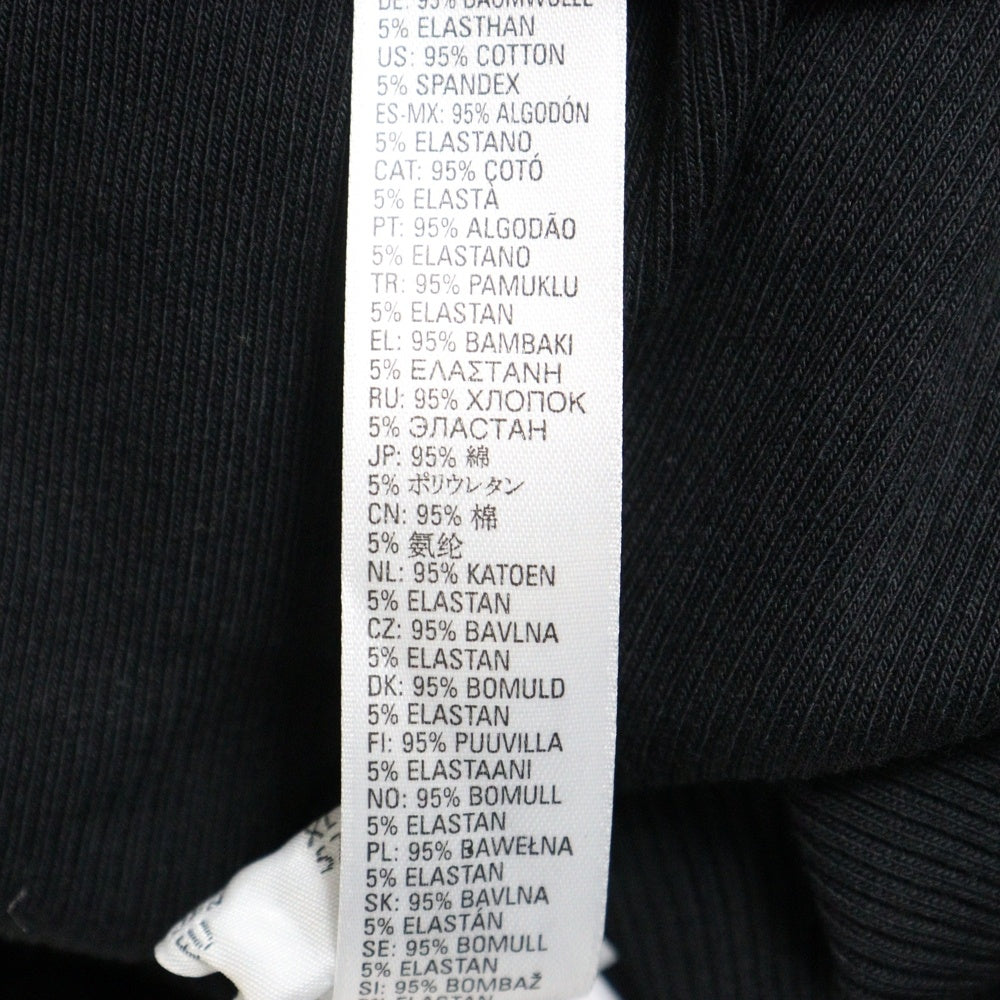 DE: 95% BAUMWOLLE
5% ELASTHAN
US: 95% COTTON
5% SPANDEX
ES-MX: 95% ALGODÓN
5% ELASTANO
CAT: 95% COTÓ
5% ELASTÀ
PT: 95% ALGODÃO
5% ELASTANO
TR: 95% PAMUKLU
5% ELASTAN
EL: 95% BAMBAKI
5% ΕΛΑΣΤΑΝΗ
RU: 95% ХЛОПОК
5% ЭЛАСТАН
JP: 95% 綿
5% ポリウレタン
CN: 95% 棉
5% 氨纶
NL: 95% KATOEN
5% ELASTAN
CZ: 95% BAVLNA
5% ELASTAN
DK: 95% BOMULD
5% ELASTAN
FI: 95% PUUVILLA
5% ELASTAANI
NO: 95% BOMULL
5% ELASTAN
PL: 95% BAWEŁNA
5% ELASTAN
SK: 95% BAVLNA
5% ELASTÁN
SE: 95% BOMULL
5% ELASTAN
SI: 95% BOMBAŽ
5% ELASTAN